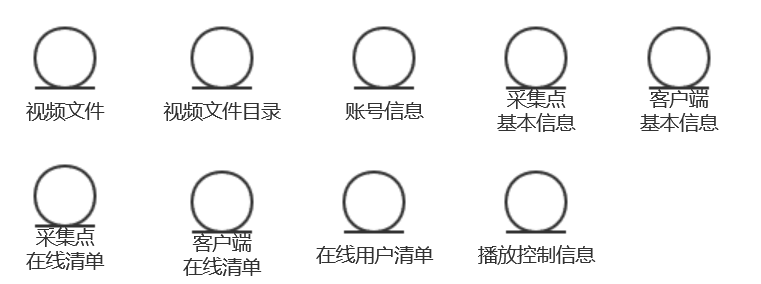 视频文件
视频文件目录
账号信息
采集点
基本信息
客户端
基本信息
采集点
在线清单
客户端
在线清单
在线用户清单
播放控制信息